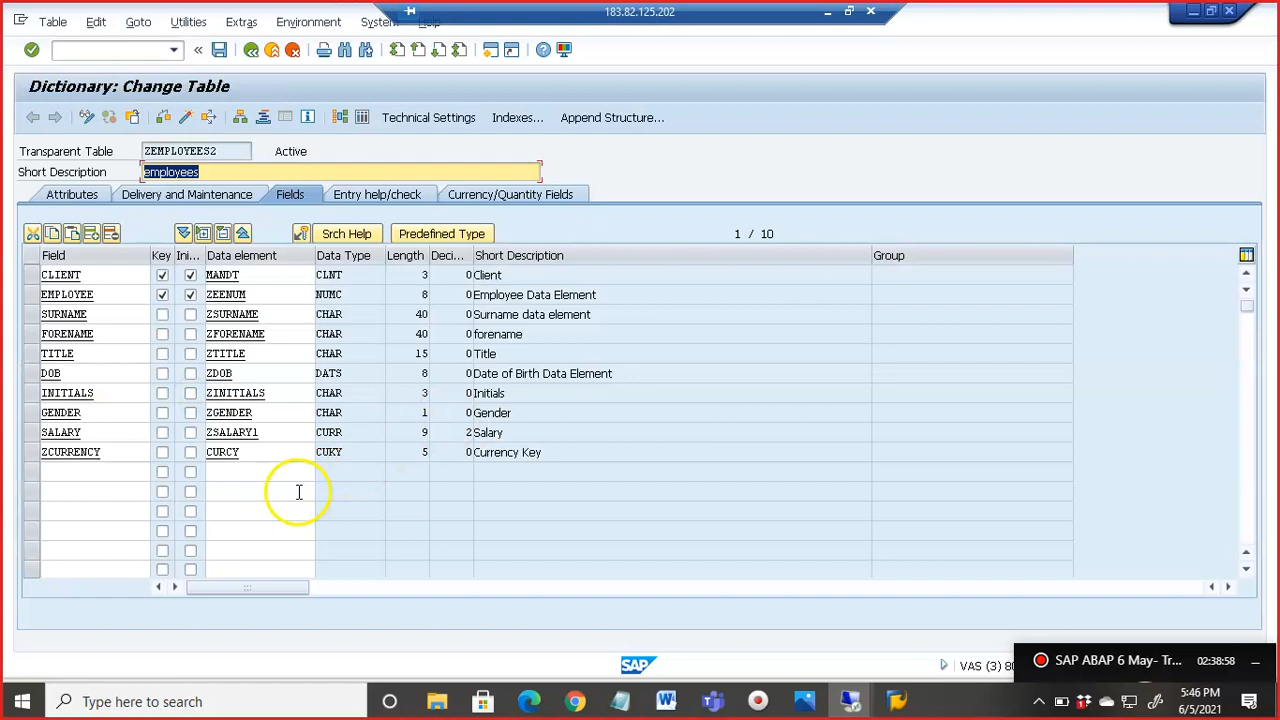 183.82.125.202
Table Edit Goto Utilities Extras Environment System Help
Dictionary: Change Table
Technical Settings Indexes... Append Structure...
Transparent Table ZEMPLOYEES2 Active
Short Description employees
Attributes Delivery and Maintenance Fields Entry help/check Currency/Quantity Fields
Srch Help Predefined Type 1 / 10
Field Key Ini... Data element Data Type Length Deci... Short Description Group
CLIENT MANDT CLNT 3 0 Client
EMPLOYEE ZEENUM NUMC 8 0 Employee Data Element
SURNAME ZSURNAME CHAR 40 0 Surname data element
FORENAME ZFORENAME CHAR 40 0 forename
TITLE ZTITLE CHAR 15 0 Title
DOB ZDOB DATS 8 0 Date of Birth Data Element
INITIALS ZINITIALS CHAR 3 0 Initials
GENDER ZGENDER CHAR 1 0 Gender
SALARY ZSALARY1 CURR 9 2 Salary
ZCURRENCY CURCY CUKY 5 0 Currency Key
SAP
VAS (3) 80
SAP ABAP 6 May- Tr... 02:38:58
Type here to search
5:46 PM
6/5/2021